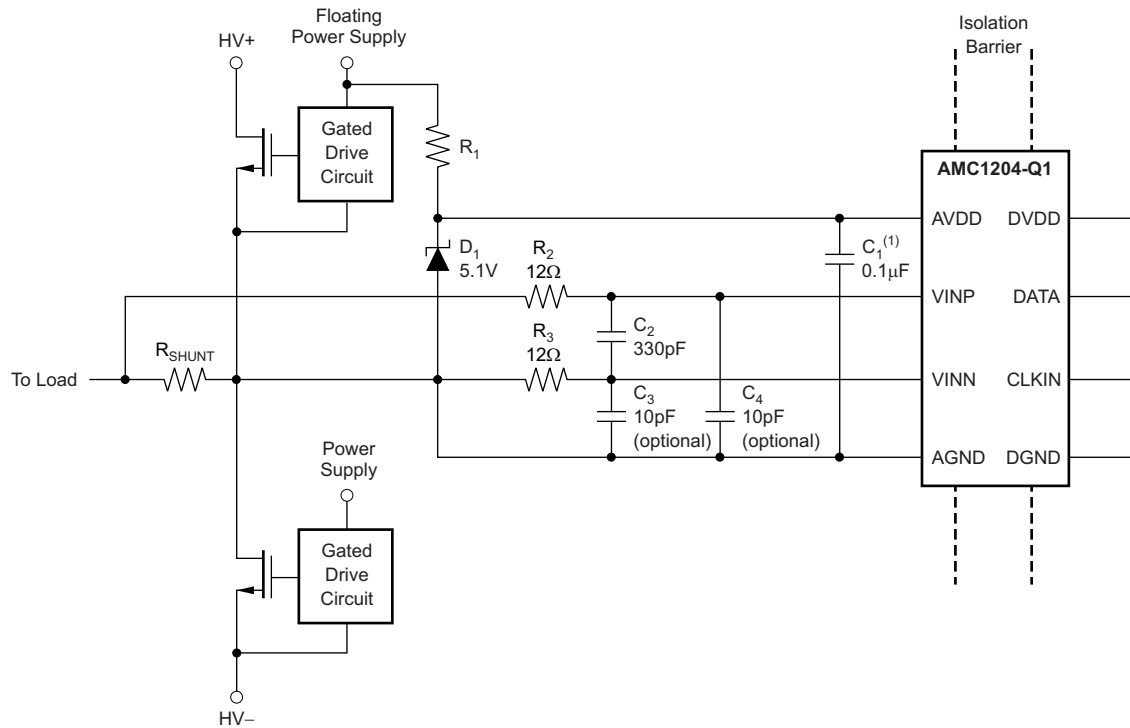 Floating
Power Supply
HV+
Isolation
Barrier
Gated
Drive
Circuit
R1
AMC1204-Q1
AVDD
DVDD
D1
5.1V
C1(1)
0.1µF
R2
12Ω
VINP
DATA
C2
330pF
RSHUNT
R3
12Ω
To Load
VINN
CLKIN
C3
10pF
(optional)
C4
10pF
(optional)
Power
Supply
AGND
DGND
Gated
Drive
Circuit
HV–